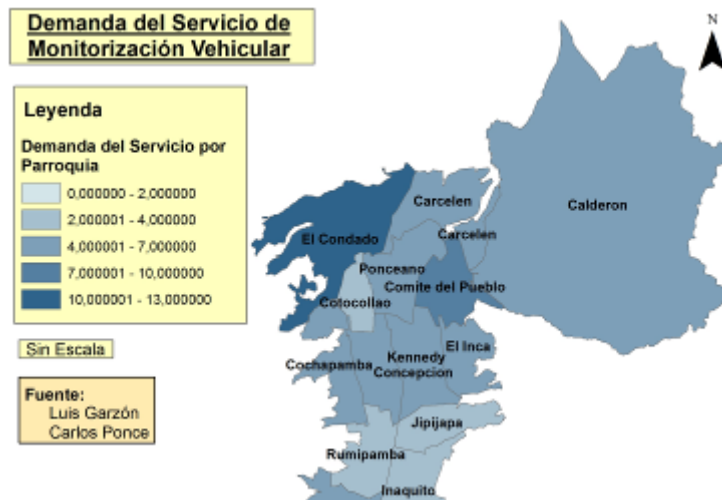 Demanda del Servicio de
Monitorización Vehicular
N
Leyenda
Demanda del Servicio por
Parroquia
0,000000 - 2,000000
2,000001 - 4,000000
4,000001 - 7,000000
7,000001 - 10,000000
10,000001 - 13,000000
Sin Escala
Fuente:
Luis Garzón
Carlos Ponce
Carcelen
Calderon
El Condado
Carcelen
Ponceano
Comite del Pueblo
Cotocollao
El Inca
Cochapamba
Kennedy
Concepcion
Jipijapa
Rumipamba
Inaquito